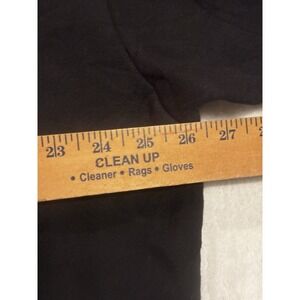 23 24 25 26 27
CLEAN UP
• Cleaner • Rags • Gloves